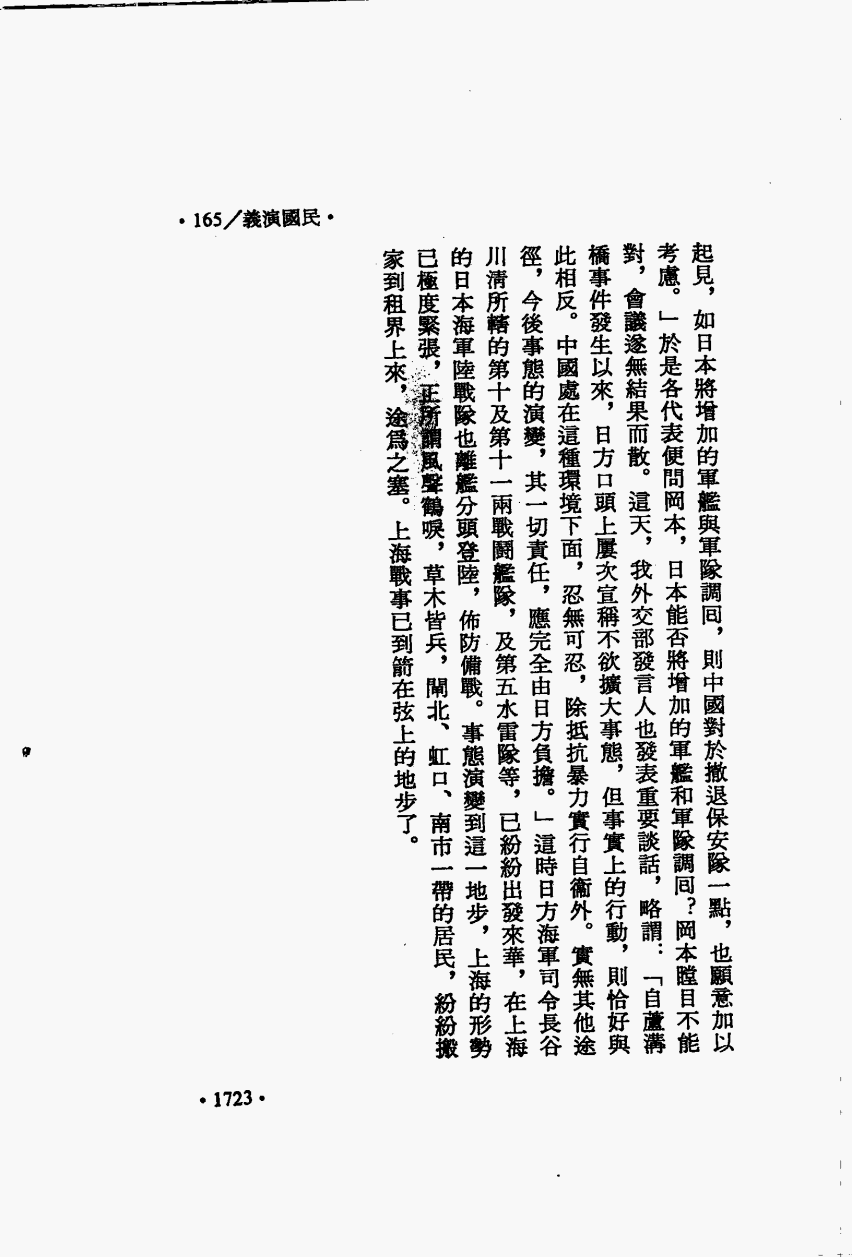 •165╱義演國民•
起見，如日本將增加的軍艦與軍隊調囘，則中國對於撤退保安隊一點，也願意加以
考慮。」於是各代表便問岡本，日本能否將增加的軍艦和軍隊調囘？岡本瞠目不能
對，會議遂無結果而散。這天，我外交部發言人也發表重要談話，略謂：「自蘆溝
橋事件發生以來，日方口頭上屢次宣稱不欲擴大事態，但事實上的行動，則恰好與
此相反。中國處在這種環境下面，忍無可忍，除抵抗暴力實行自衞外。實無其他途
徑，今後事態的演變，其一切責任，應完全由日方負擔。」這時日方海軍司令長谷
川淸所轄的第十及第十一兩戰鬭艦隊，及第五水雷隊等，已紛紛出發來華，在上海
的日本海軍陸戰隊也離艦分頭登陸，佈防備戰。事態演變到這一地步，上海的形勢
已極度緊張，正所謂風聲鶴唳，草木皆兵，閘北、虹口、南市一帶的居民，紛紛搬
家到租界上來，途爲之塞。上海戰事已到箭在弦上的地步了。
•1723•